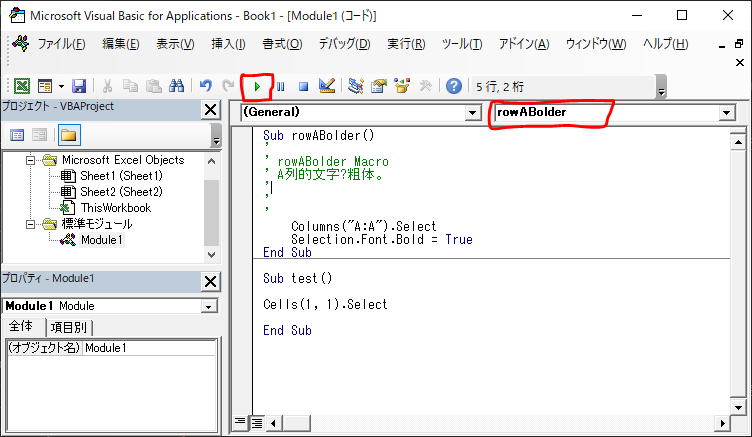 Microsoft Visual Basic for Applications - Book1 - [Module1 (コード)]
ファイル(F) 編集(E) 表示(V) 挿入(I) 書式(O) デバッグ(D) 実行(R) ツール(T) アドイン(A) ウィンドウ(W) ヘルプ(H)
5 行, 2 桁
プロジェクト - VBAProject
Microsoft Excel Objects
Sheet1 (Sheet1)
Sheet2 (Sheet2)
ThisWorkbook
標準モジュール
Module1
プロパティ - Module1
Module1 Module
全体 項目別
(オブジェクト名) Module1
(General) rowABolder
Sub rowABolder()
'
' rowABolder Macro
' A列的文字?粗体。
'
'
'
Columns("A:A").Select
Selection.Font.Bold = True
End Sub
Sub test()
Cells(1, 1).Select
End Sub